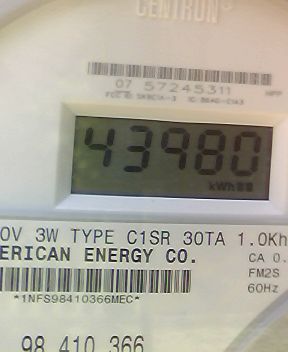 CENTRON®
07 57245311
43980
kWh
0V 3W TYPE C1SR 30TA 1.0Kh
ERICAN ENERGY CO.
CA 0.
FM2S
60Hz
*1NFS98410366MEC*
98 410 366